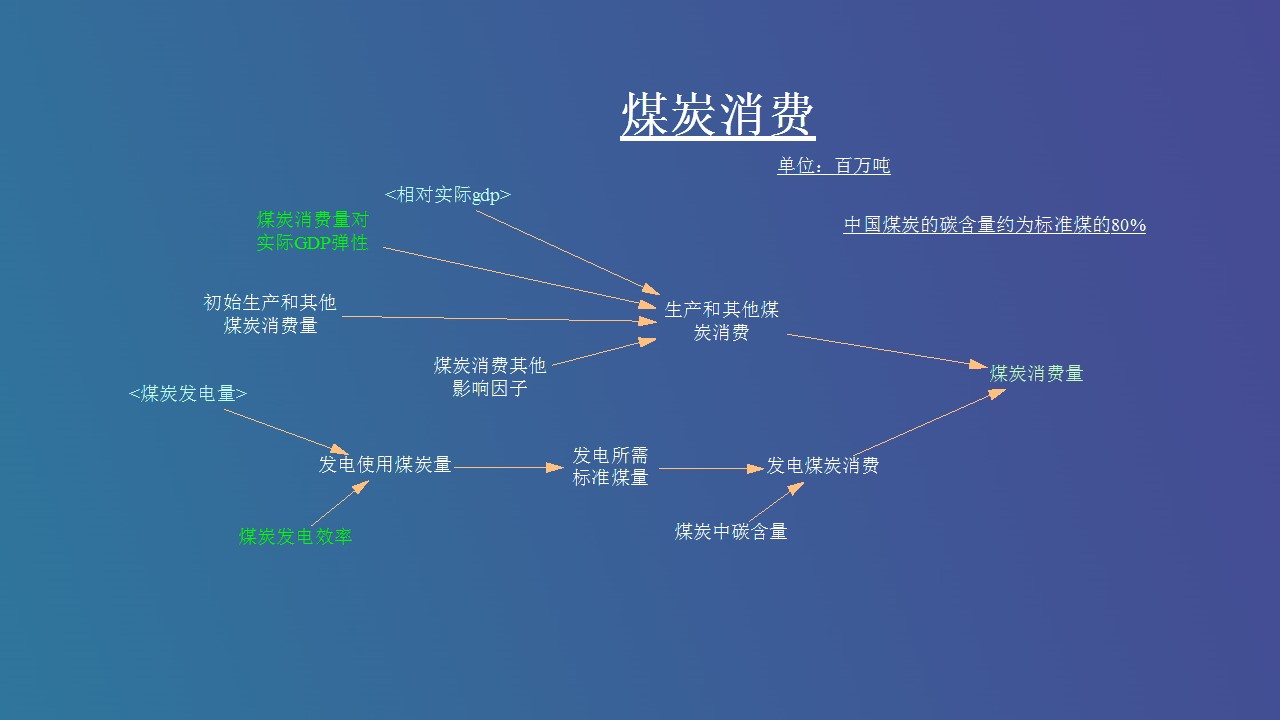 煤炭消费
单位：百万吨
<相对实际gdp>
煤炭消费量对
实际GDP弹性
中国煤炭的碳含量约为标准煤的80%
初始生产和其他
煤炭消费量
生产和其他煤
炭消费
煤炭消费其他
影响因子
煤炭消费量
<煤炭发电量>
发电使用煤炭量
发电所需
标准煤量
发电煤炭消费
煤炭发电效率
煤炭中碳含量